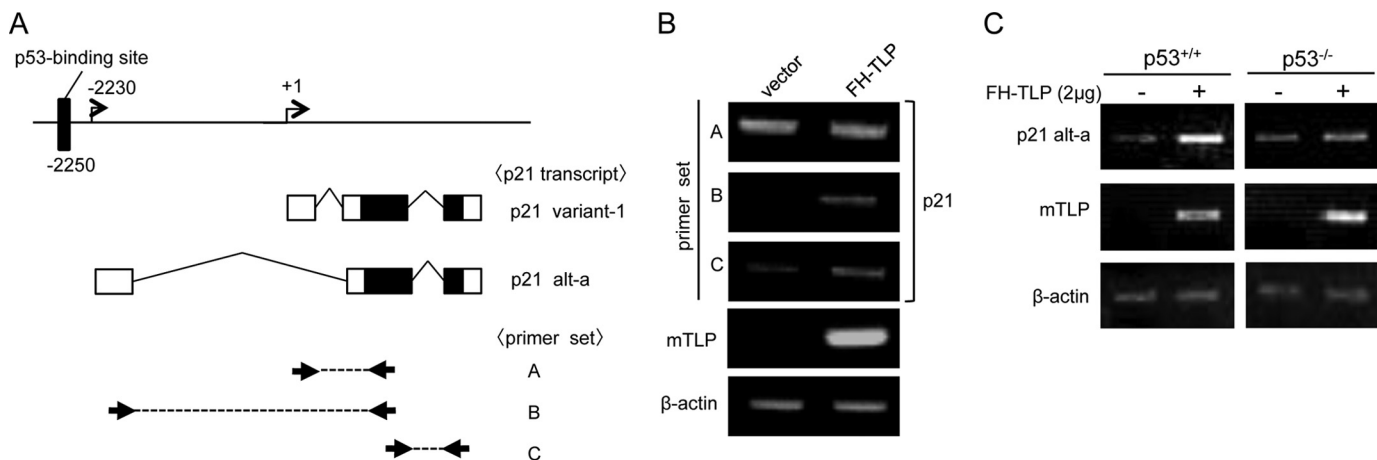 A
p53-binding site
-2230
+1
-2250
〈p21 transcript〉
p21 variant-1
p21 alt-a
〈primer set〉
A
B
C
B
vector
FH-TLP
primer set
A
B
C
p21
mTLP
β-actin
C
p53+/+
p53-/-
FH-TLP (2μg)
- + - +
p21 alt-a
mTLP
β-actin